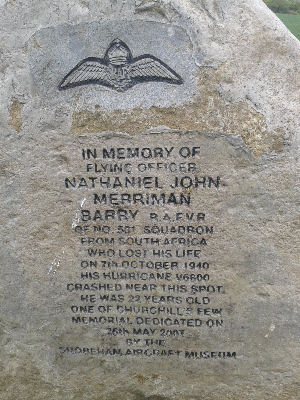 IN MEMORY OF
FLYING OFFICER
NATHANIEL JOHN
MERRIMAN
BARRY R.A.F.V.R
OF NO. 501 SQUADRON
FROM SOUTH AFRICA
WHO LOST HIS LIFE
ON 7TH OCTOBER 1940
HIS HURRICANE V6800
CRASHED NEAR THIS SPOT
HE WAS 22 YEARS OLD
ONE OF CHURCHILL'S FEW
MEMORIAL DEDICATED ON
26TH MAY 2007
BY THE
SHOREHAM AIRCRAFT MUSEUM